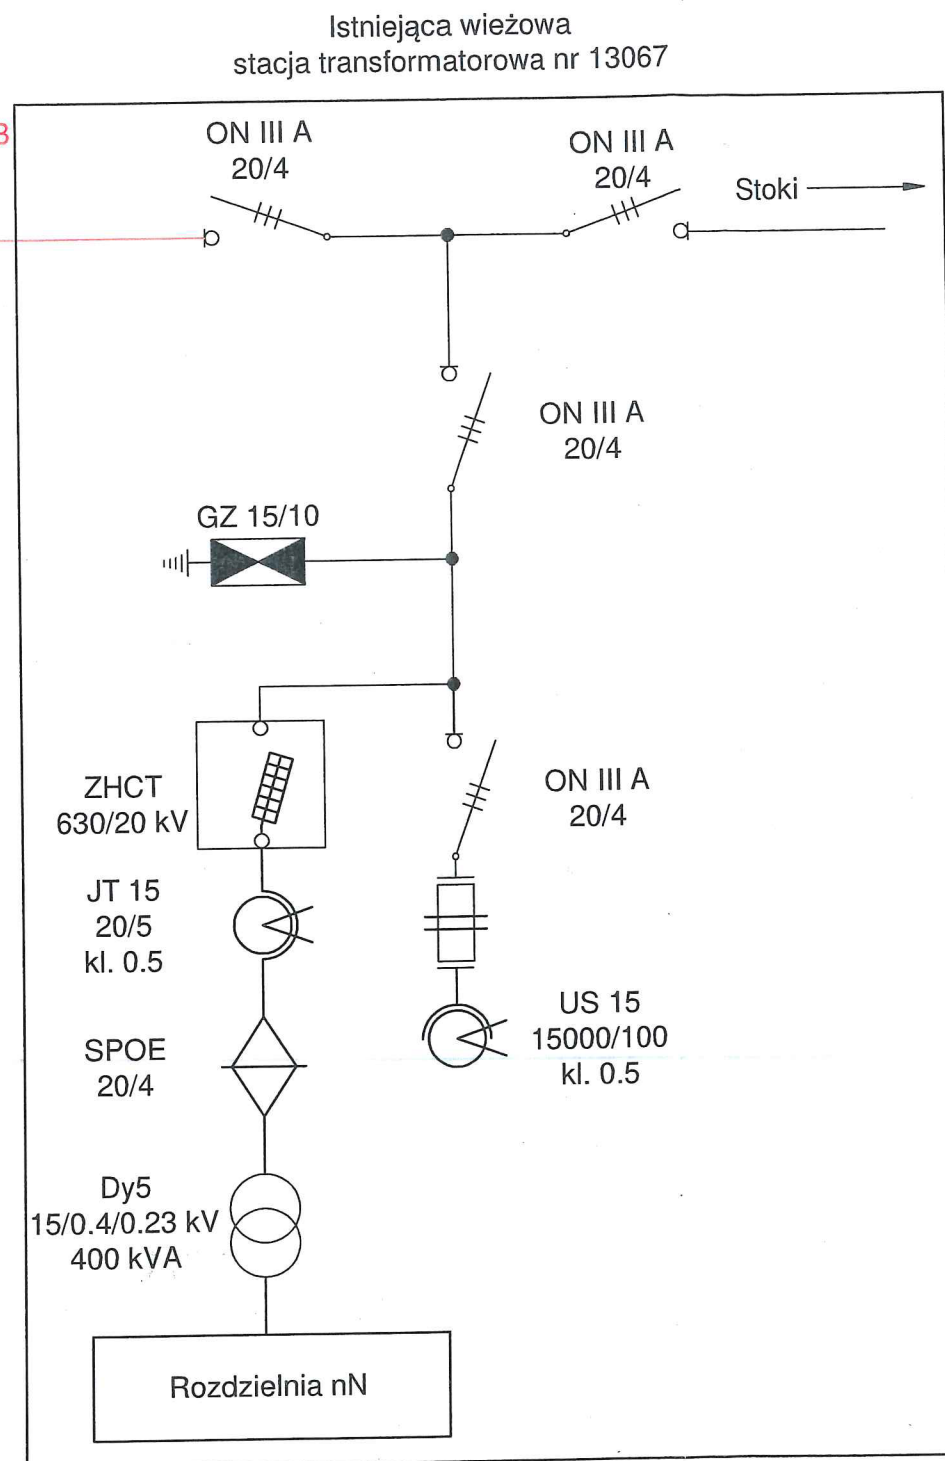 Istniejąca wieżowa
stacja transformatorowa nr 13067
ON III A
20/4
ON III A
20/4
Stoki
ON III A
20/4
GZ 15/10
ZHCT
630/20 kV
ON III A
20/4
JT 15
20/5
kl. 0.5
US 15
15000/100
kl. 0.5
SPOE
20/4
Dy5
15/0.4/0.23 kV
400 kVA
Rozdzielnia nN